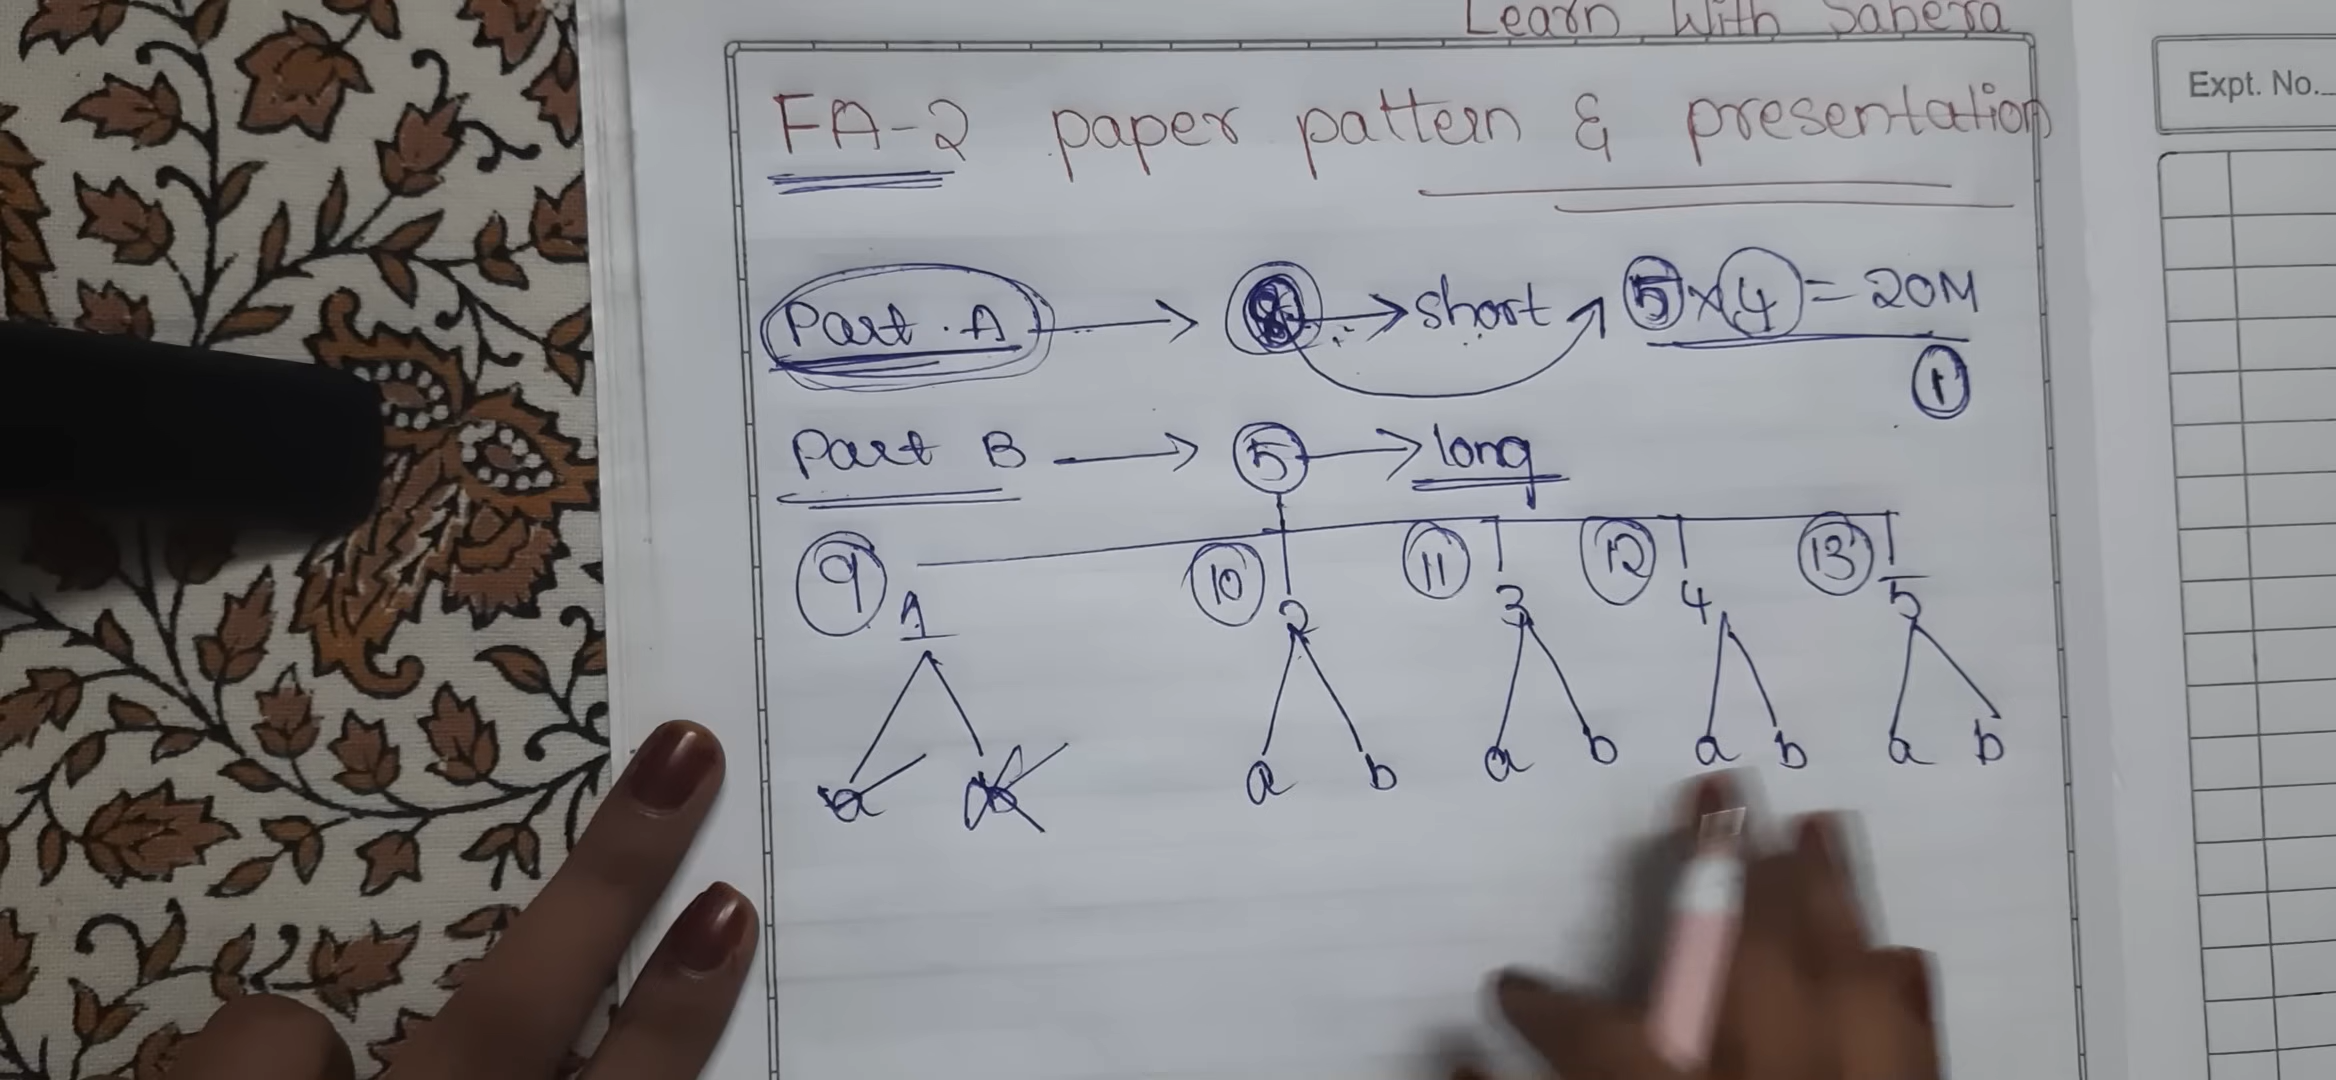 Learn With Sabera
Expt. No.
FA-2 paper pattern & presentation
Part. A → 8 → short 5 × 4 = 20M
1
Part B → 5 → long
9 10 11 12 13
1 2 3 4 5
a a b a b a b a b